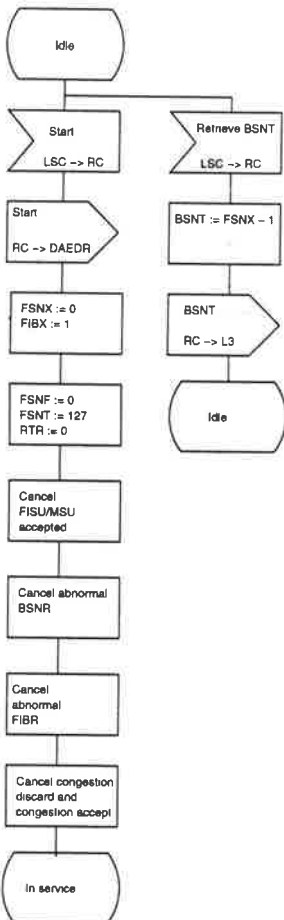 Idle
Start
LSC -> RC
Start
RC -> DAEDR
FSNX := 0
FIBX := 1
FSNF := 0
FSNT := 127
RTR := 0
Cancel
FISU/MSU
accepted
Cancel abnormal
BSNR
Cancel
abnormal
FIBR
Cancel congestion
discard and
congestion accept
In service
Retrieve BSNT
LSC -> RC
BSNT := FSNX - 1
BSNT
RC -> L3
Idle